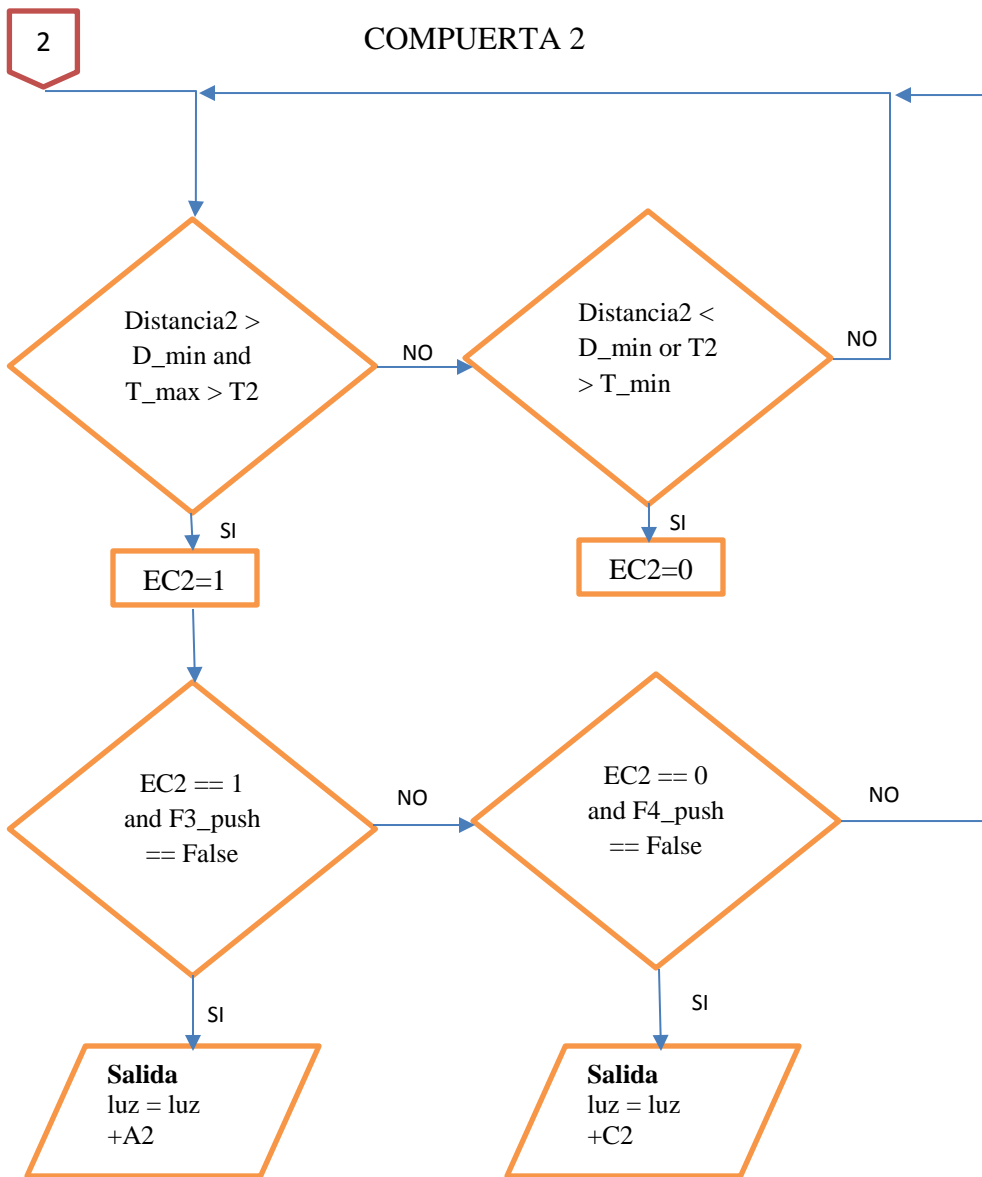 2
COMPUERTA 2
Distancia2 >
D_min and
T_max > T2
NO
Distancia2 <
D_min or T2
> T_min
NO
SI
SI
EC2=1
EC2=0
EC2 == 1
and F3_push
== False
NO
EC2 == 0
and F4_push
== False
NO
SI
SI
Salida
luz = luz
+A2
Salida
luz = luz
+C2